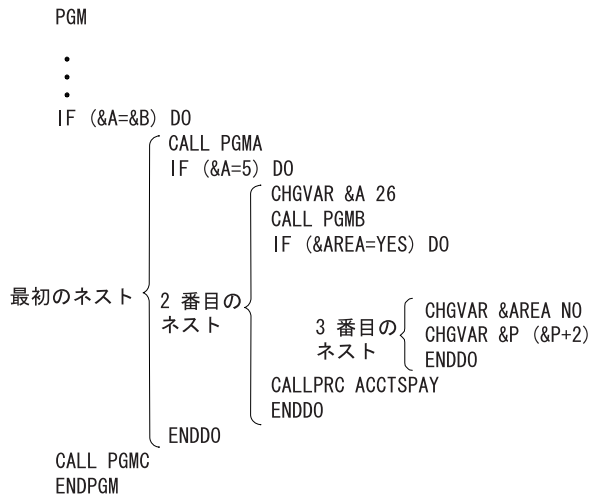 PGM
IF (&A=&B) DO
CALL PGMA
IF (&A=5) DO
CHGVAR &A 26
CALL PGMB
IF (&AREA=YES) DO
最初のネスト
2 番目の
ネスト
3 番目の
ネスト
CHGVAR &AREA NO
CHGVAR &P (&P+2)
ENDDO
CALLPRC ACCTSPAY
ENDDO
ENDDO
CALL PGMC
ENDPGM